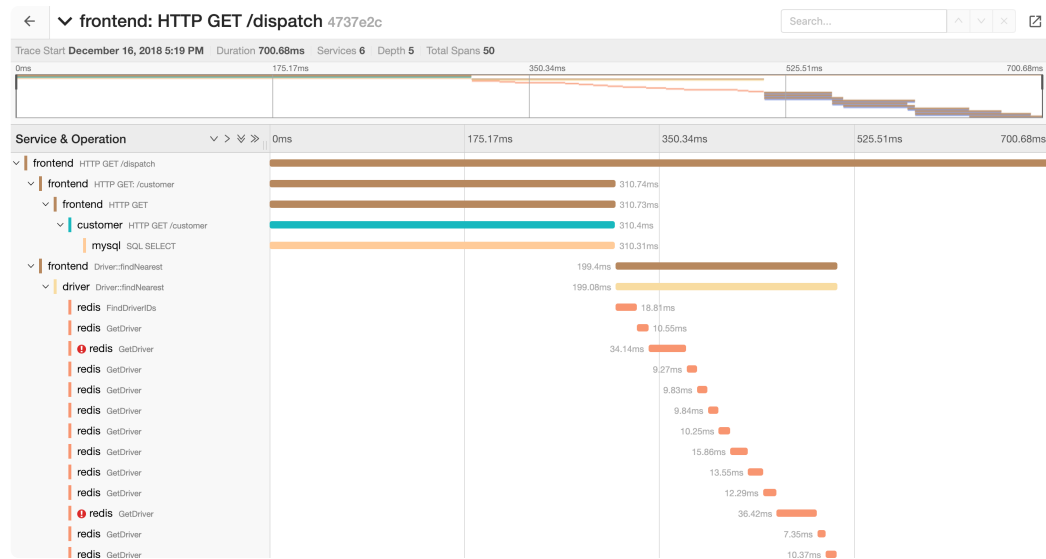 frontend: HTTP GET /dispatch 4737e2c Search...
Trace Start December 16, 2018 5:19 PM Duration 700.68ms Services 6 Depth 5 Total Spans 50
0ms 175.17ms 350.34ms 525.51ms 700.68ms
Service & Operation 0ms 175.17ms 350.34ms 525.51ms 700.68ms
frontend HTTP GET /dispatch
frontend HTTP GET: /customer 310.74ms
frontend HTTP GET 310.73ms
customer HTTP GET /customer 310.4ms
mysql SQL SELECT 310.31ms
frontend Driver::findNearest 199.4ms
driver Driver::findNearest 199.08ms
redis FindDriverIDs 18.81ms
redis GetDriver 10.55ms
redis GetDriver 34.14ms
redis GetDriver 9.27ms
redis GetDriver 9.83ms
redis GetDriver 9.84ms
redis GetDriver 10.25ms
redis GetDriver 15.86ms
redis GetDriver 13.55ms
redis GetDriver 12.29ms
redis GetDriver 36.42ms
redis GetDriver 7.35ms
redis GetDriver 10.37ms